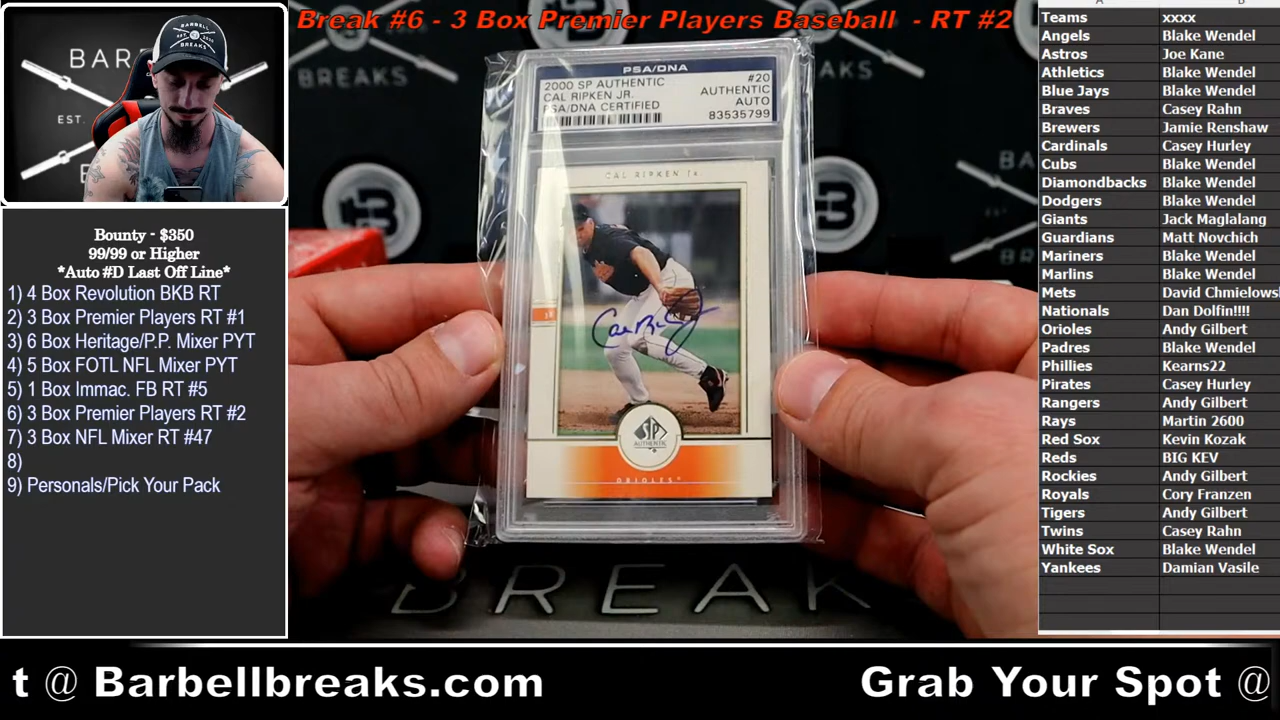 Break #6 - 3 Box Premier Players Baseball - RT #2
BAR
EST.
BARBELL
BREAKS
BREAKS
PSA/DNA
2000 SP AUTHENTIC #20
CAL RIPKEN JR. AUTHENTIC
PSA/DNA CERTIFIED AUTO
83535799
CAL RIPKEN JR.
SP
AUTHENTIC
ORIOLES
BREAK
Bounty - $350
99/99 or Higher
*Auto #D Last Off Line*
1) 4 Box Revolution BKB RT
2) 3 Box Premier Players RT #1
3) 6 Box Heritage/P.P. Mixer PYT
4) 5 Box FOTL NFL Mixer PYT
5) 1 Box Immac. FB RT #5
6) 3 Box Premier Players RT #2
7) 3 Box NFL Mixer RT #47
8)
9) Personals/Pick Your Pack
Teams xxxx
Angels Blake Wendel
Astros Joe Kane
Athletics Blake Wendel
Blue Jays Blake Wendel
Braves Casey Rahn
Brewers Jamie Renshaw
Cardinals Casey Hurley
Cubs Blake Wendel
Diamondbacks Blake Wendel
Dodgers Blake Wendel
Giants Jack Maglalang
Guardians Matt Novchich
Mariners Blake Wendel
Marlins Blake Wendel
Mets David Chmielows
Nationals Dan Dolfin!!!!
Orioles Andy Gilbert
Padres Blake Wendel
Phillies Kearns22
Pirates Casey Hurley
Rangers Andy Gilbert
Rays Martin 2600
Red Sox Kevin Kozak
Reds BIG KEV
Rockies Andy Gilbert
Royals Cory Franzen
Tigers Andy Gilbert
Twins Casey Rahn
White Sox Blake Wendel
Yankees Damian Vasile
t @ Barbellbreaks.com Grab Your Spot @